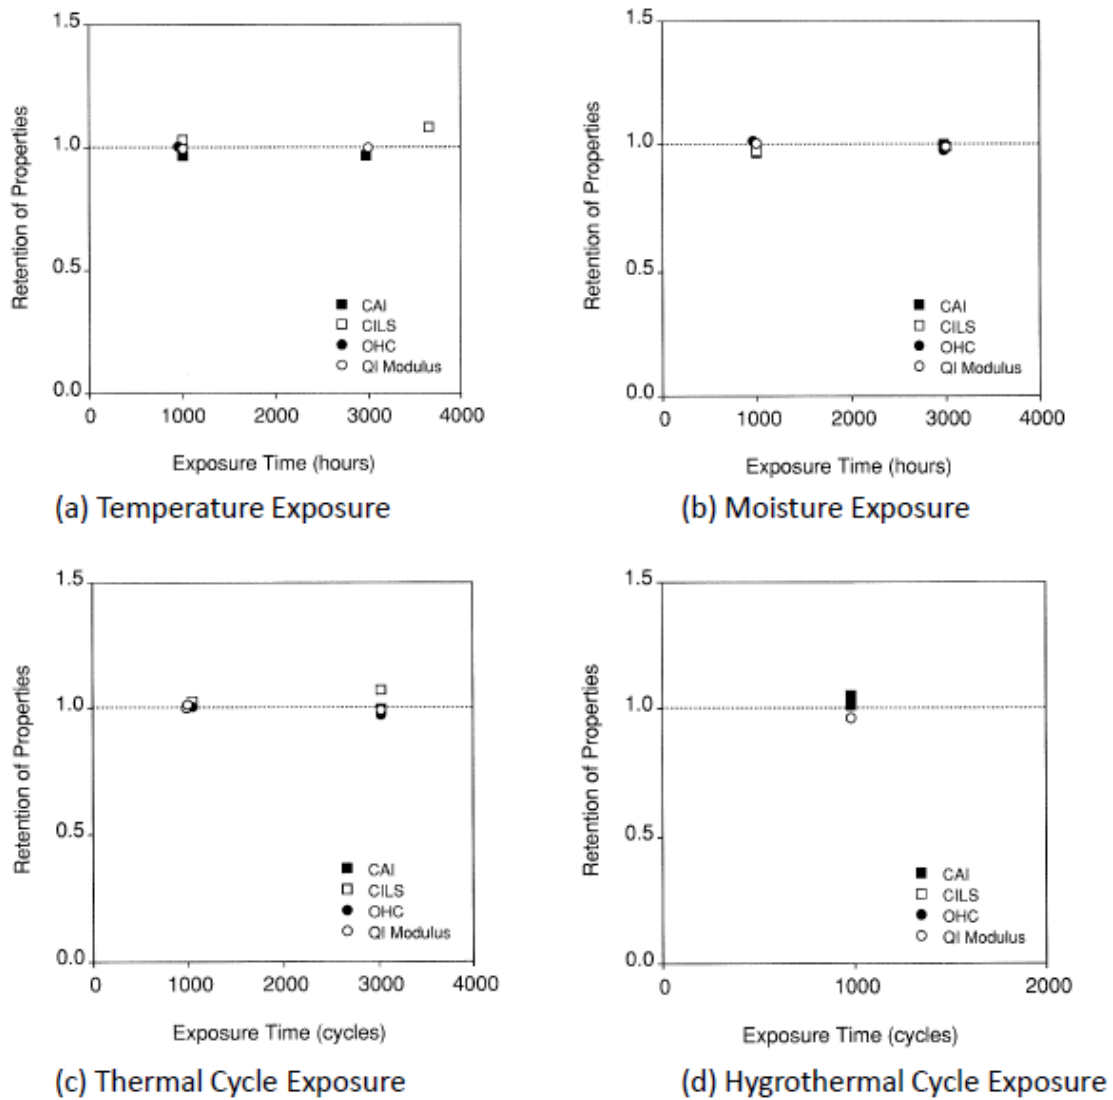 1.5
1.0
0.5
0.0
Retention of Properties
CAI
CILS
OHC
QI Modulus
0 1000 2000 3000 4000
Exposure Time (hours)
(a) Temperature Exposure
1.5
1.0
0.5
0.0
Retention of Properties
CAI
CILS
OHC
QI Modulus
0 1000 2000 3000 4000
Exposure Time (hours)
(b) Moisture Exposure
1.5
1.0
0.5
0.0
Retention of Properties
CAI
CILS
OHC
QI Modulus
0 1000 2000 3000 4000
Exposure Time (cycles)
(c) Thermal Cycle Exposure
1.5
1.0
0.5
0.0
Retention of Properties
CAI
CILS
OHC
QI Modulus
0 1000 2000
Exposure Time (cycles)
(d) Hygrothermal Cycle Exposure